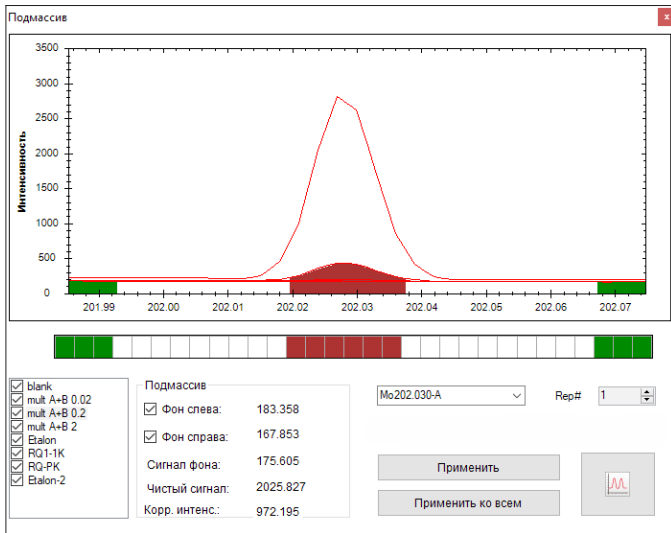 Подмассив
x
3500
3000
2500
2000
1500
1000
500
0
Интенсивность
201.99 202.00 202.01 202.02 202.03 202.04 202.05 202.06 202.07
blank
mult A+B 0.02
mult A+B 0.2
mult A+B 2
Etalon
RQ1-1K
RQ-PK
Etalon-2
Подмассив
Фон слева: 183.358
Фон справа: 167.853
Сигнал фона: 175.605
Чистый сигнал: 2025.827
Корр. интенс.: 972.195
Mo202.030-A Rep# 1
Применить
Применить ко всем